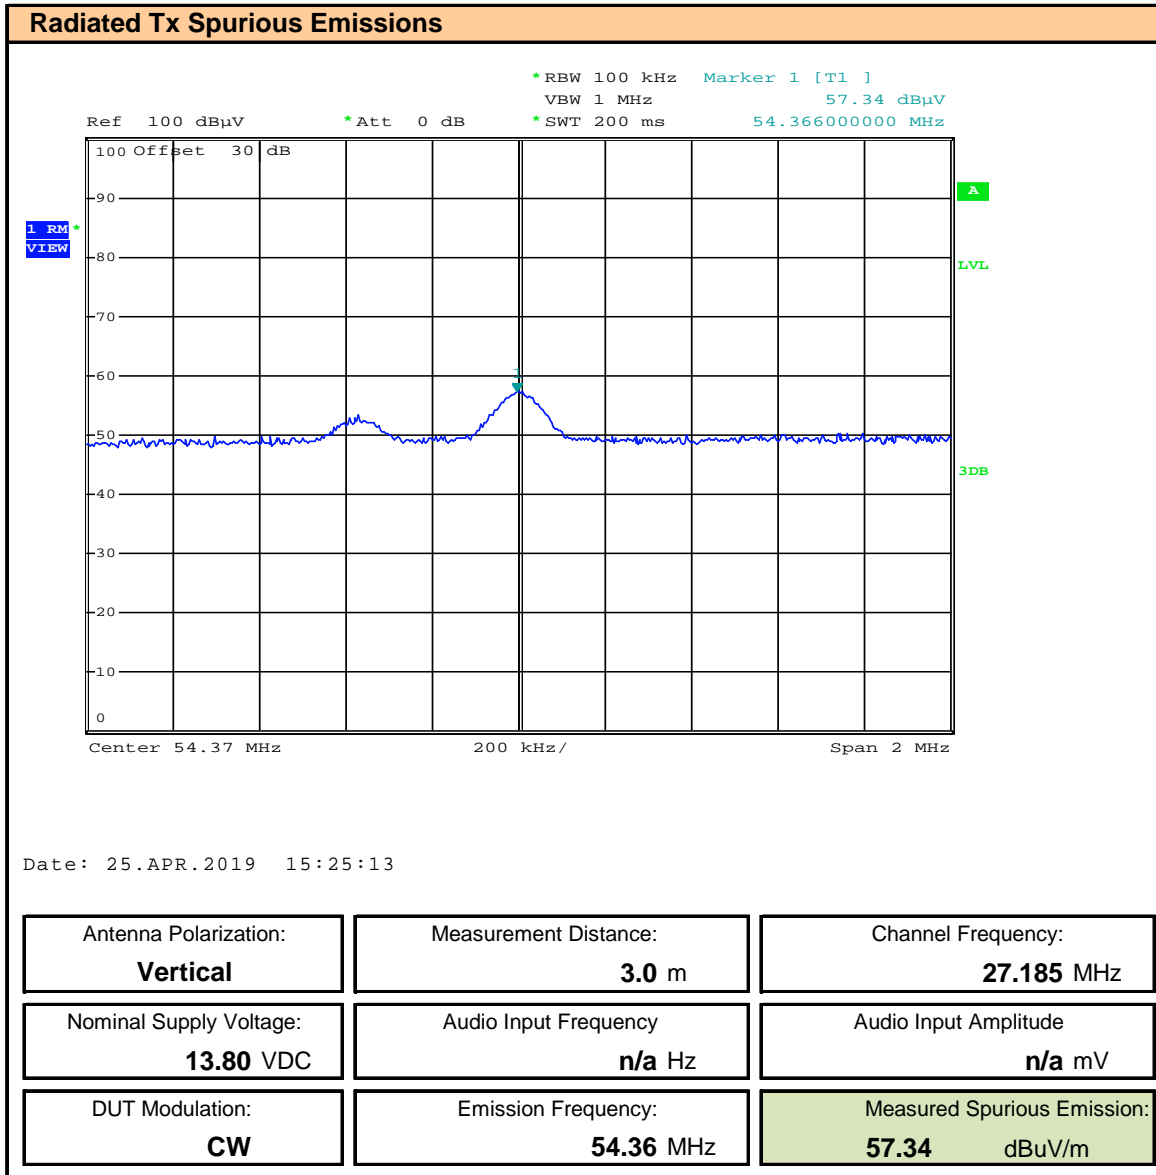 Radiated Tx Spurious Emissions
*RBW 100 kHz Marker 1 [T1 ]
VBW 1 MHz 57.34 dBµV
Ref 100 dBµV *Att 0 dB *SWT 200 ms 54.366000000 MHz
100 Offset 30 dB
90
A
1 RM *
VIEW
80
LVL
70
60
1
50
3DB
40
30
20
10
0
Center 54.37 MHz 200 kHz/ Span 2 MHz
Date: 25.APR.2019 15:25:13
Antenna Polarization: Measurement Distance: Channel Frequency:
Vertical 3.0 m 27.185 MHz
Nominal Supply Voltage: Audio Input Frequency Audio Input Amplitude
13.80 VDC n/a Hz n/a mV
DUT Modulation: Emission Frequency: Measured Spurious Emission:
CW 54.36 MHz 57.34 dBuV/m